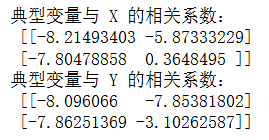 典型变量与 X 的相关系数：
[[-8.21493403 -5.87333229]
[-7.80478858  0.3648495 ]]
典型变量与 Y 的相关系数：
[[-8.096066   -7.85381802]
[-7.86251369 -3.10262587]]